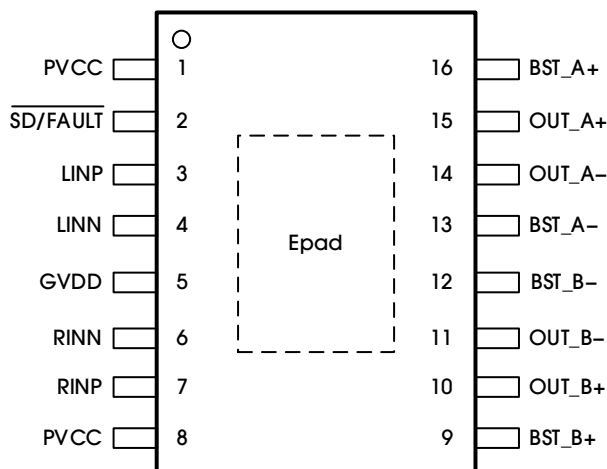 PVCC 1 16 BST_A+
SD/FAULT 2 15 OUT_A+
LINP 3 14 OUT_A−
LINN 4 13 BST_A−
Epad
GVDD 5 12 BST_B−
RINN 6 11 OUT_B−
RINP 7 10 OUT_B+
PVCC 8 9 BST_B+